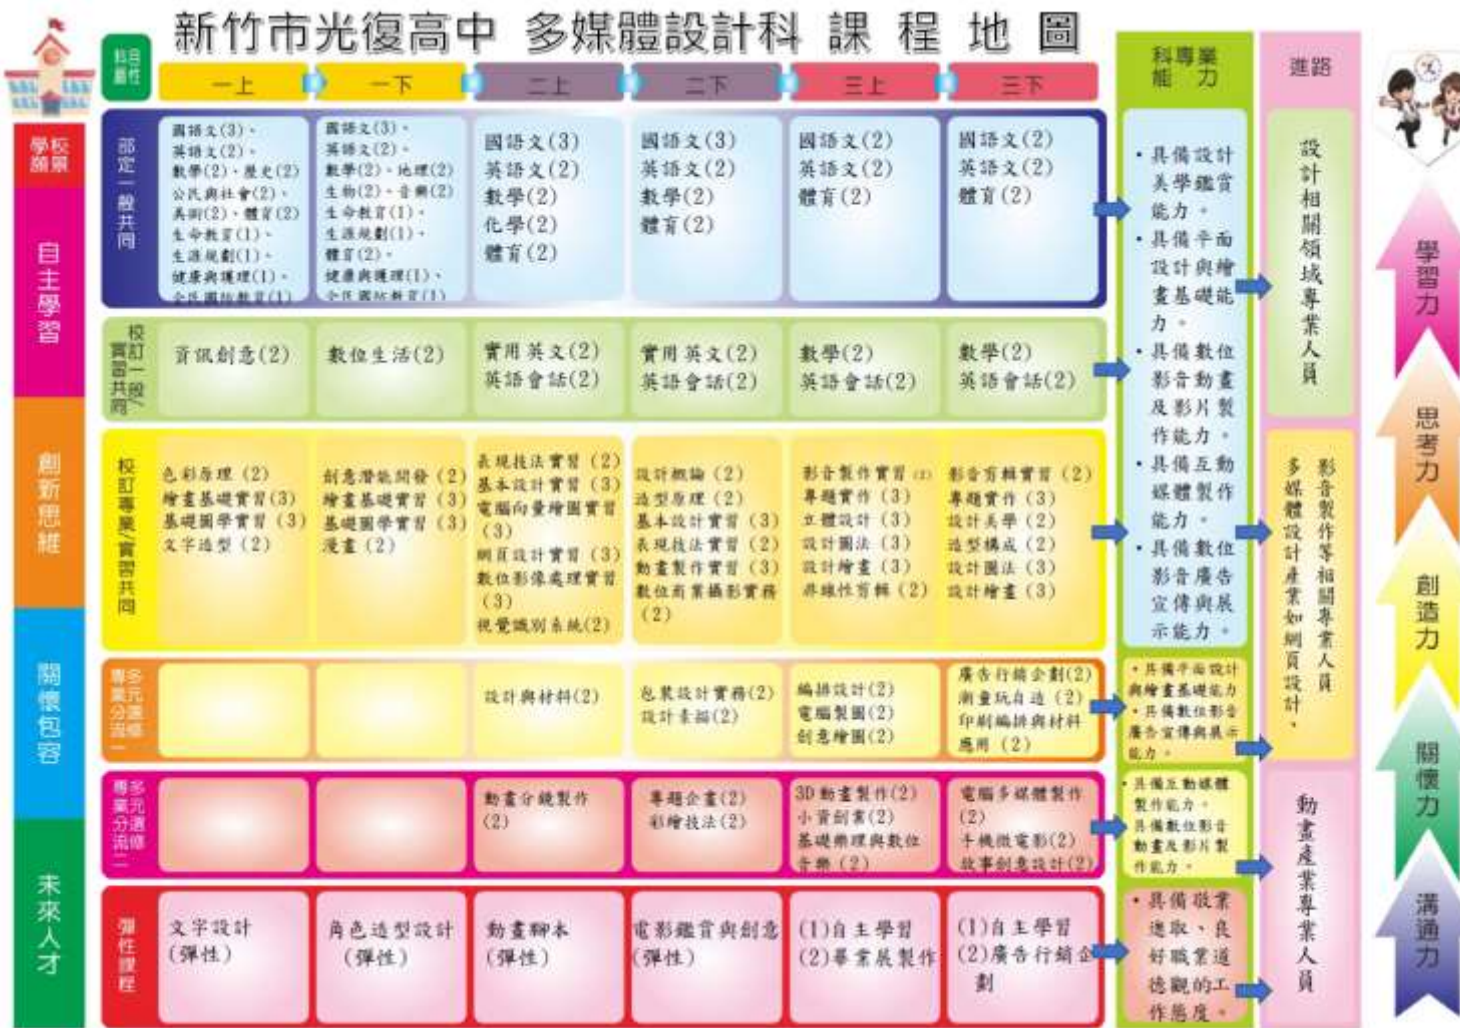 新竹市光復高中 多媒體設計科 課程地圖
科目
屬性
一上
一下
二上
二下
三上
三下
科專業
能力
進路
學校
願景
自主學習
創新思維
關懷包容
未來人才
部定一般共同
國語文(3)、
英語文(2)、
數學(2)、歷史(2)
公民與社會(2)、
美術(2)、體育(2)
生命教育(1)、
生涯規劃(1)、
健康與護理(1)、
全民國防教育(1)
國語文(3)、
英語文(2)、
數學(2)、地理(2)
生物(2)、音樂(2)
生命教育(1)、
生涯規劃(1)、
體育(2)、
健康與護理(1)、
全民國防教育(1)
國語文(3)
英語文(2)
數學(2)
化學(2)
體育(2)
國語文(3)
英語文(2)
數學(2)
體育(2)
國語文(2)
英語文(2)
體育(2)
國語文(2)
英語文(2)
體育(2)
校訂一般/
實習共同
資訊創意(2)
數位生活(2)
實用英文(2)
英語會話(2)
實用英文(2)
英語會話(2)
數學(2)
英語會話(2)
數學(2)
英語會話(2)
校訂專業/實習共同
色彩原理 (2)
繪畫基礎實習(3)
基礎圖學實習 (3)
文字造型 (2)
創意潛能開發 (2)
繪畫基礎實習 (3)
基礎圖學實習 (3)
漫畫 (2)
表現技法實習 (2)
基本設計實習 (3)
電腦向量繪圖實習
(3)
網頁設計實習 (3)
數位影像處理實習
(3)
視覺識別系統(2)
設計概論 (2)
造型原理 (2)
基本設計實習 (3)
表現技法實習 (2)
動畫製作實習 (3)
數位商業攝影實務
(2)
影音製作實習 (2)
專題實作 (3)
立體設計 (3)
設計圖法 (3)
設計繪畫 (3)
非線性剪輯 (2)
影音剪輯實習 (2)
專題實作 (3)
設計美學 (2)
造型構成 (2)
設計圖法 (3)
設計繪畫 (3)
多元選修
專業分流一
設計與材料(2)
包裝設計實務(2)
設計素描(2)
編排設計(2)
電腦製圖(2)
創意繪圖(2)
廣告行銷企劃(2)
潮童玩自造 (2)
印刷編排與材料
應用 (2)
多元選修
專業分流二
動畫分鏡製作
(2)
專題企畫(2)
彩繪技法(2)
3D動畫製作(2)
小資創業(2)
基礎樂理與數位
音樂 (2)
電腦多媒體製作
(2)
手機微電影(2)
故事創意設計(2)
彈性課程
文字設計
(彈性)
角色造型設計
(彈性)
動畫腳本
(彈性)
電影鑑賞與創意
(彈性)
(1)自主學習
(2)畢業展製作
(1)自主學習
(2)廣告行銷企
劃
•具備設計
美學鑑賞
能力。
•具備平面
設計與繪
畫基礎能
力。
•具備數位
影音動畫
及影片製
作能力。
•具備互動
媒體製作
能力。
•具備數位
影音廣告
宣傳與展
示能力。
•具備平面設計
與繪畫基礎能力
•具備數位影音
廣告宣傳與展示
能力。
•具備互動媒體
製作能力。
具備數位影音
動畫及影片製
作能力。
•具備敬業
進取、良
好職業道
德觀的工
作態度。
設計相關領域專業人員
多媒體設計產業如網頁設計、
影音製作等相關專業人員
動畫產業專業人員
學習力
思考力
創造力
關懷力
溝通力